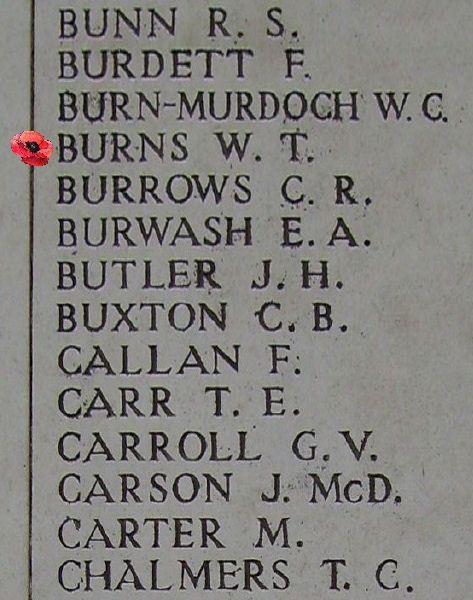 BUNN R. S.
BURDETT F.
BURN-MURDOCH W. C.
BURNS W. T.
BURROWS C. R.
BURWASH E. A.
BUTLER J. H.
BUXTON C. B.
CALLAN F.
CARR T. E.
CARROLL G. V.
CARSON J. McD.
CARTER M.
CHALMERS T. C.